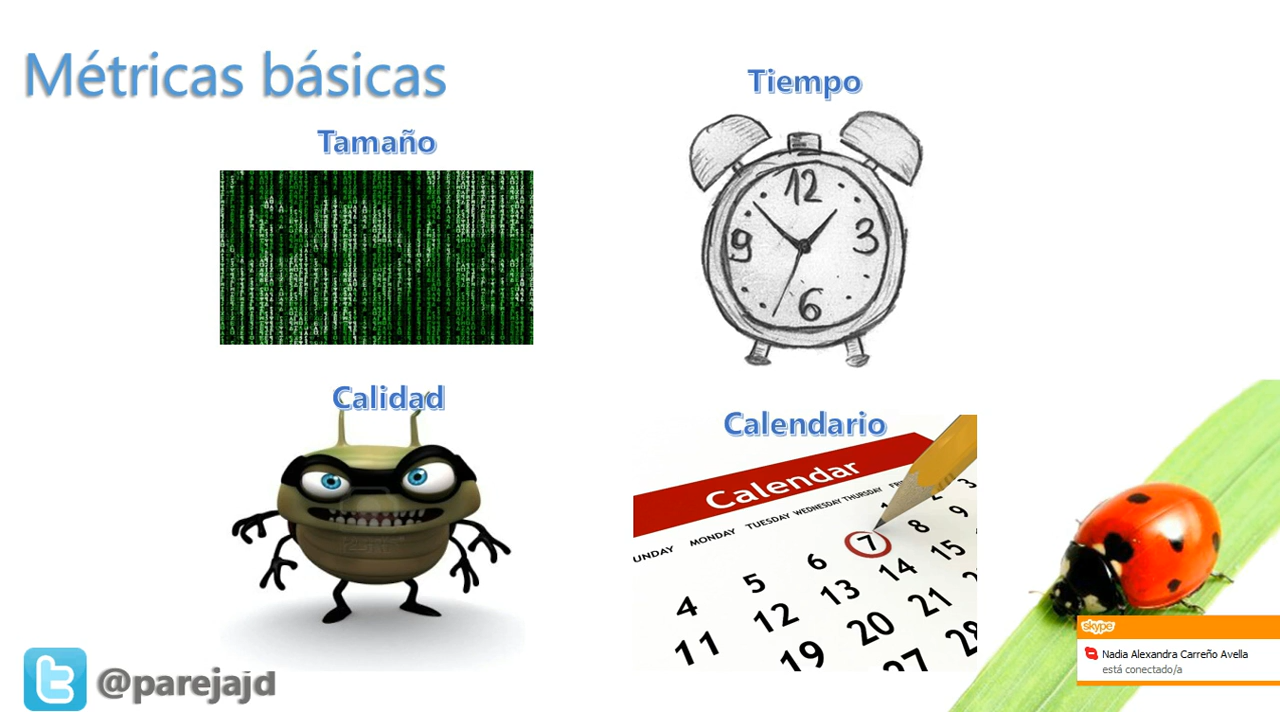 Métricas básicas
Tiempo
Tamaño
12
9
3
6
Calidad
Calendario
Calendar
MONDAY TUESDAY WEDNESDAY THURSDAY
4 5 6 7 8 9
11 12 13 14 15
19 20 21
27 28
skype
Nadia Alexandra Carreño Avella
está conectado/a
@parejajd